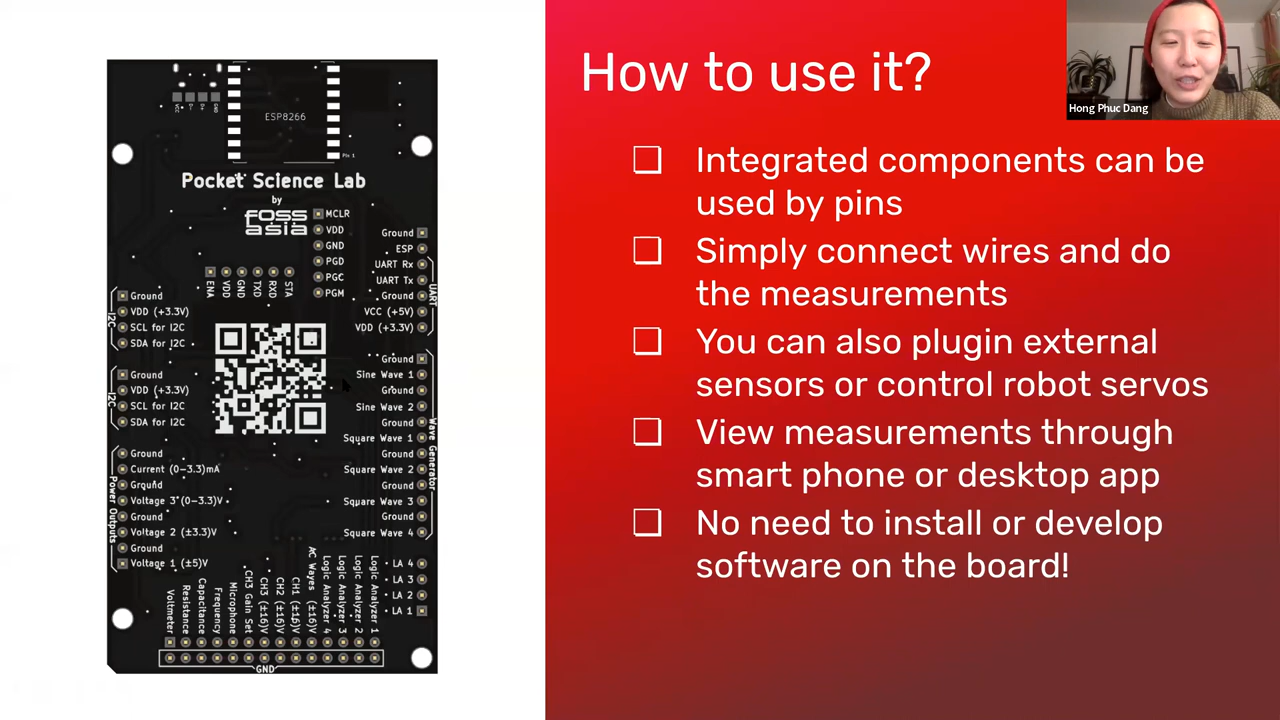 VCC
D-
D+
GND
ESP8266
Pin 1
Pocket Science Lab
by
FOSS
asia
MCLR
VDD
GND
PGD
PGC
PGM
ENA
VDD
GND
TXD
RXD
STA
Ground
ESP
UART Rx
UART Tx
Ground
VCC (+5V)
VDD (+3.3V)
UART
I2C
Ground
VDD (+3.3V)
SCL for I2C
SDA for I2C
I2C
Ground
VDD (+3.3V)
SCL for I2C
SDA for I2C
Power Outputs
Ground
Current (0-3.3)mA
Ground
Voltage 3 (0-3.3)V
Ground
Voltage 2 (±3.3)V
Ground
Voltage 1 (±5)V
Ground
Sine Wave 1
Ground
Sine Wave 2
Ground
Square Wave 1
Ground
Square Wave 2
Ground
Square Wave 3
Ground
Square Wave 4
Wave Generator
LA 4
LA 3
LA 2
LA 1
Voltmeter
Resistance
Capacitance
Frequency
Microphone
CH3 Gain Set
CH3 (±16)V
CH2 (±16)V
CH1 (±16)V
AC Waves (±16)V
Logic Analyzer 4
Logic Analyzer 3
Logic Analyzer 2
Logic Analyzer 1
GND
How to use it?
Integrated components can be
used by pins
Simply connect wires and do
the measurements
You can also plugin external
sensors or control robot servos
View measurements through
smart phone or desktop app
No need to install or develop
software on the board!
Hong Phuc Dang